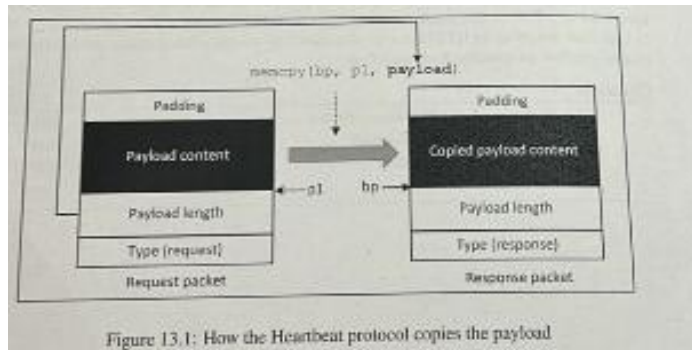 memcpy(bp, pl, payload)
Padding
Payload content
pl
Payload length
Type (request)
Request packet
Padding
Copied payload content
bp
Payload length
Type (response)
Response packet
Figure 13.1: How the Heartbeat protocol copies the payload